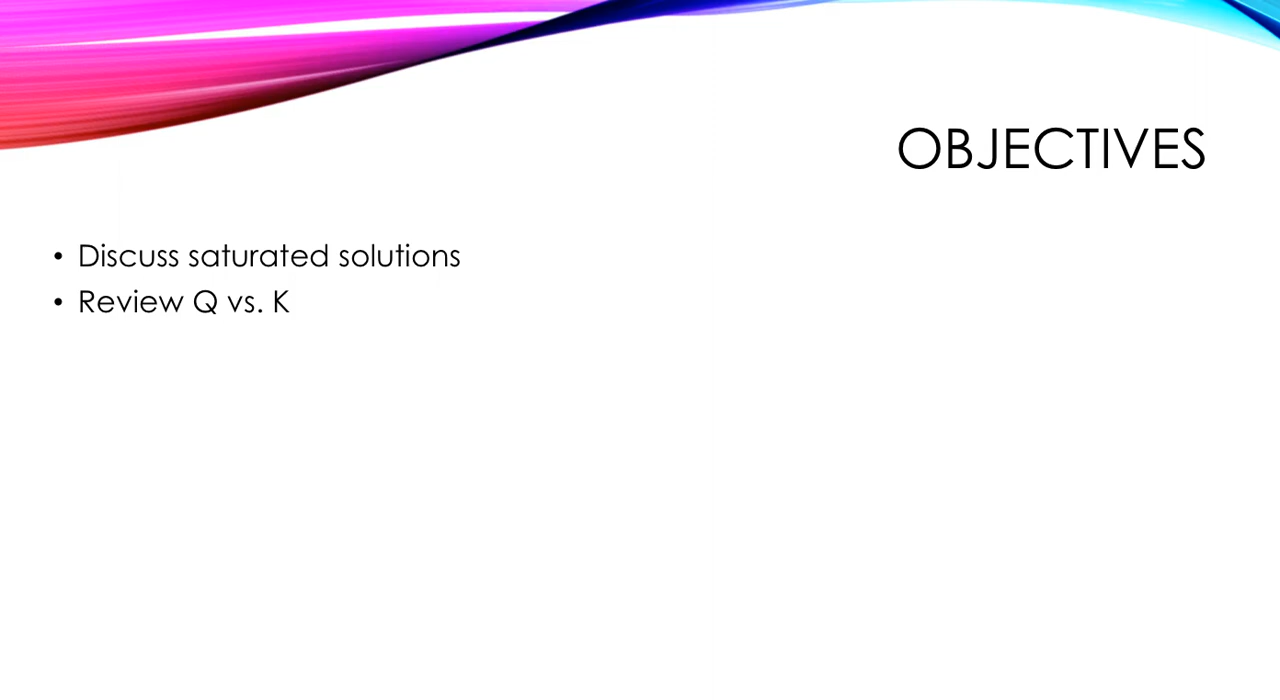 OBJECTIVES
• Discuss saturated solutions
• Review Q vs. K